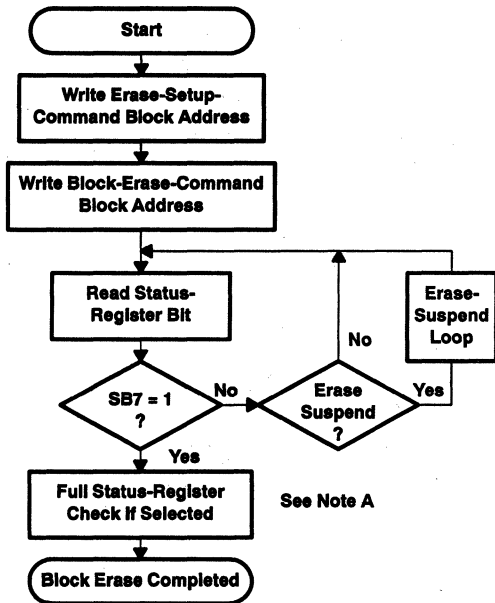 Start
Write Erase-Setup-
Command Block Address
Write Block-Erase-Command
Block Address
Read Status-
Register Bit
Erase-
Suspend
Loop
No
SB7 = 1
?
No
Erase
Suspend
?
Yes
Yes
Full Status-Register
Check If Selected
See Note A
Block Erase Completed